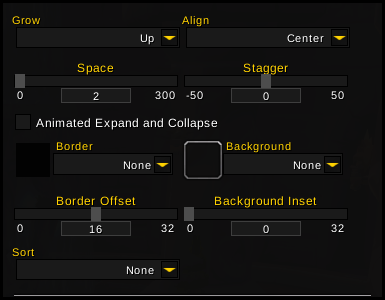 Grow Align
Up Center
Space Stagger
0 2 300 -50 0 50
Animated Expand and Collapse
Border Background
None None
Border Offset Background Inset
0 16 32 0 0 32
Sort
None